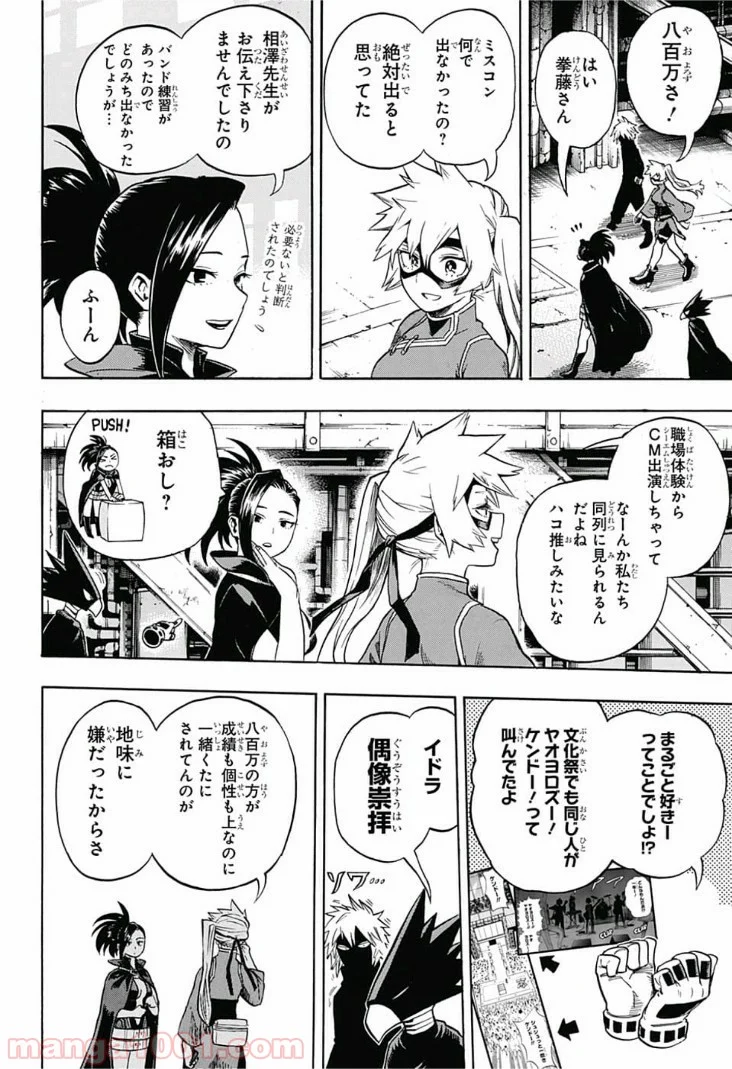 八百万さ!
はい
拳藤さん
ミスコン
何で
出なかったの?
絶対出ると
思ってた
相澤先生が
お伝え下さり
ませんでしたの
バンド練習が
あったので
どのみち出なかった
でしょうが…
必要ないと判断
されたのでしょう
ふーん
職場体験から
CM出演しちゃって
なーんか私たち
同列に見られるん
だよね
ハコ推しみたいな
箱おし?
PUSH!
まるごと好きー
ってことでしょ!?
文化祭でも同じ人が
ヤオヨロズー!
ケンドー!って
叫んでたよ
イドラ
偶像崇拝
ゾワ…
八百万の方が
成績も個性も上なのに
一緒くたに
されてんのが
地味に
嫌だったからさ
manga1001.com